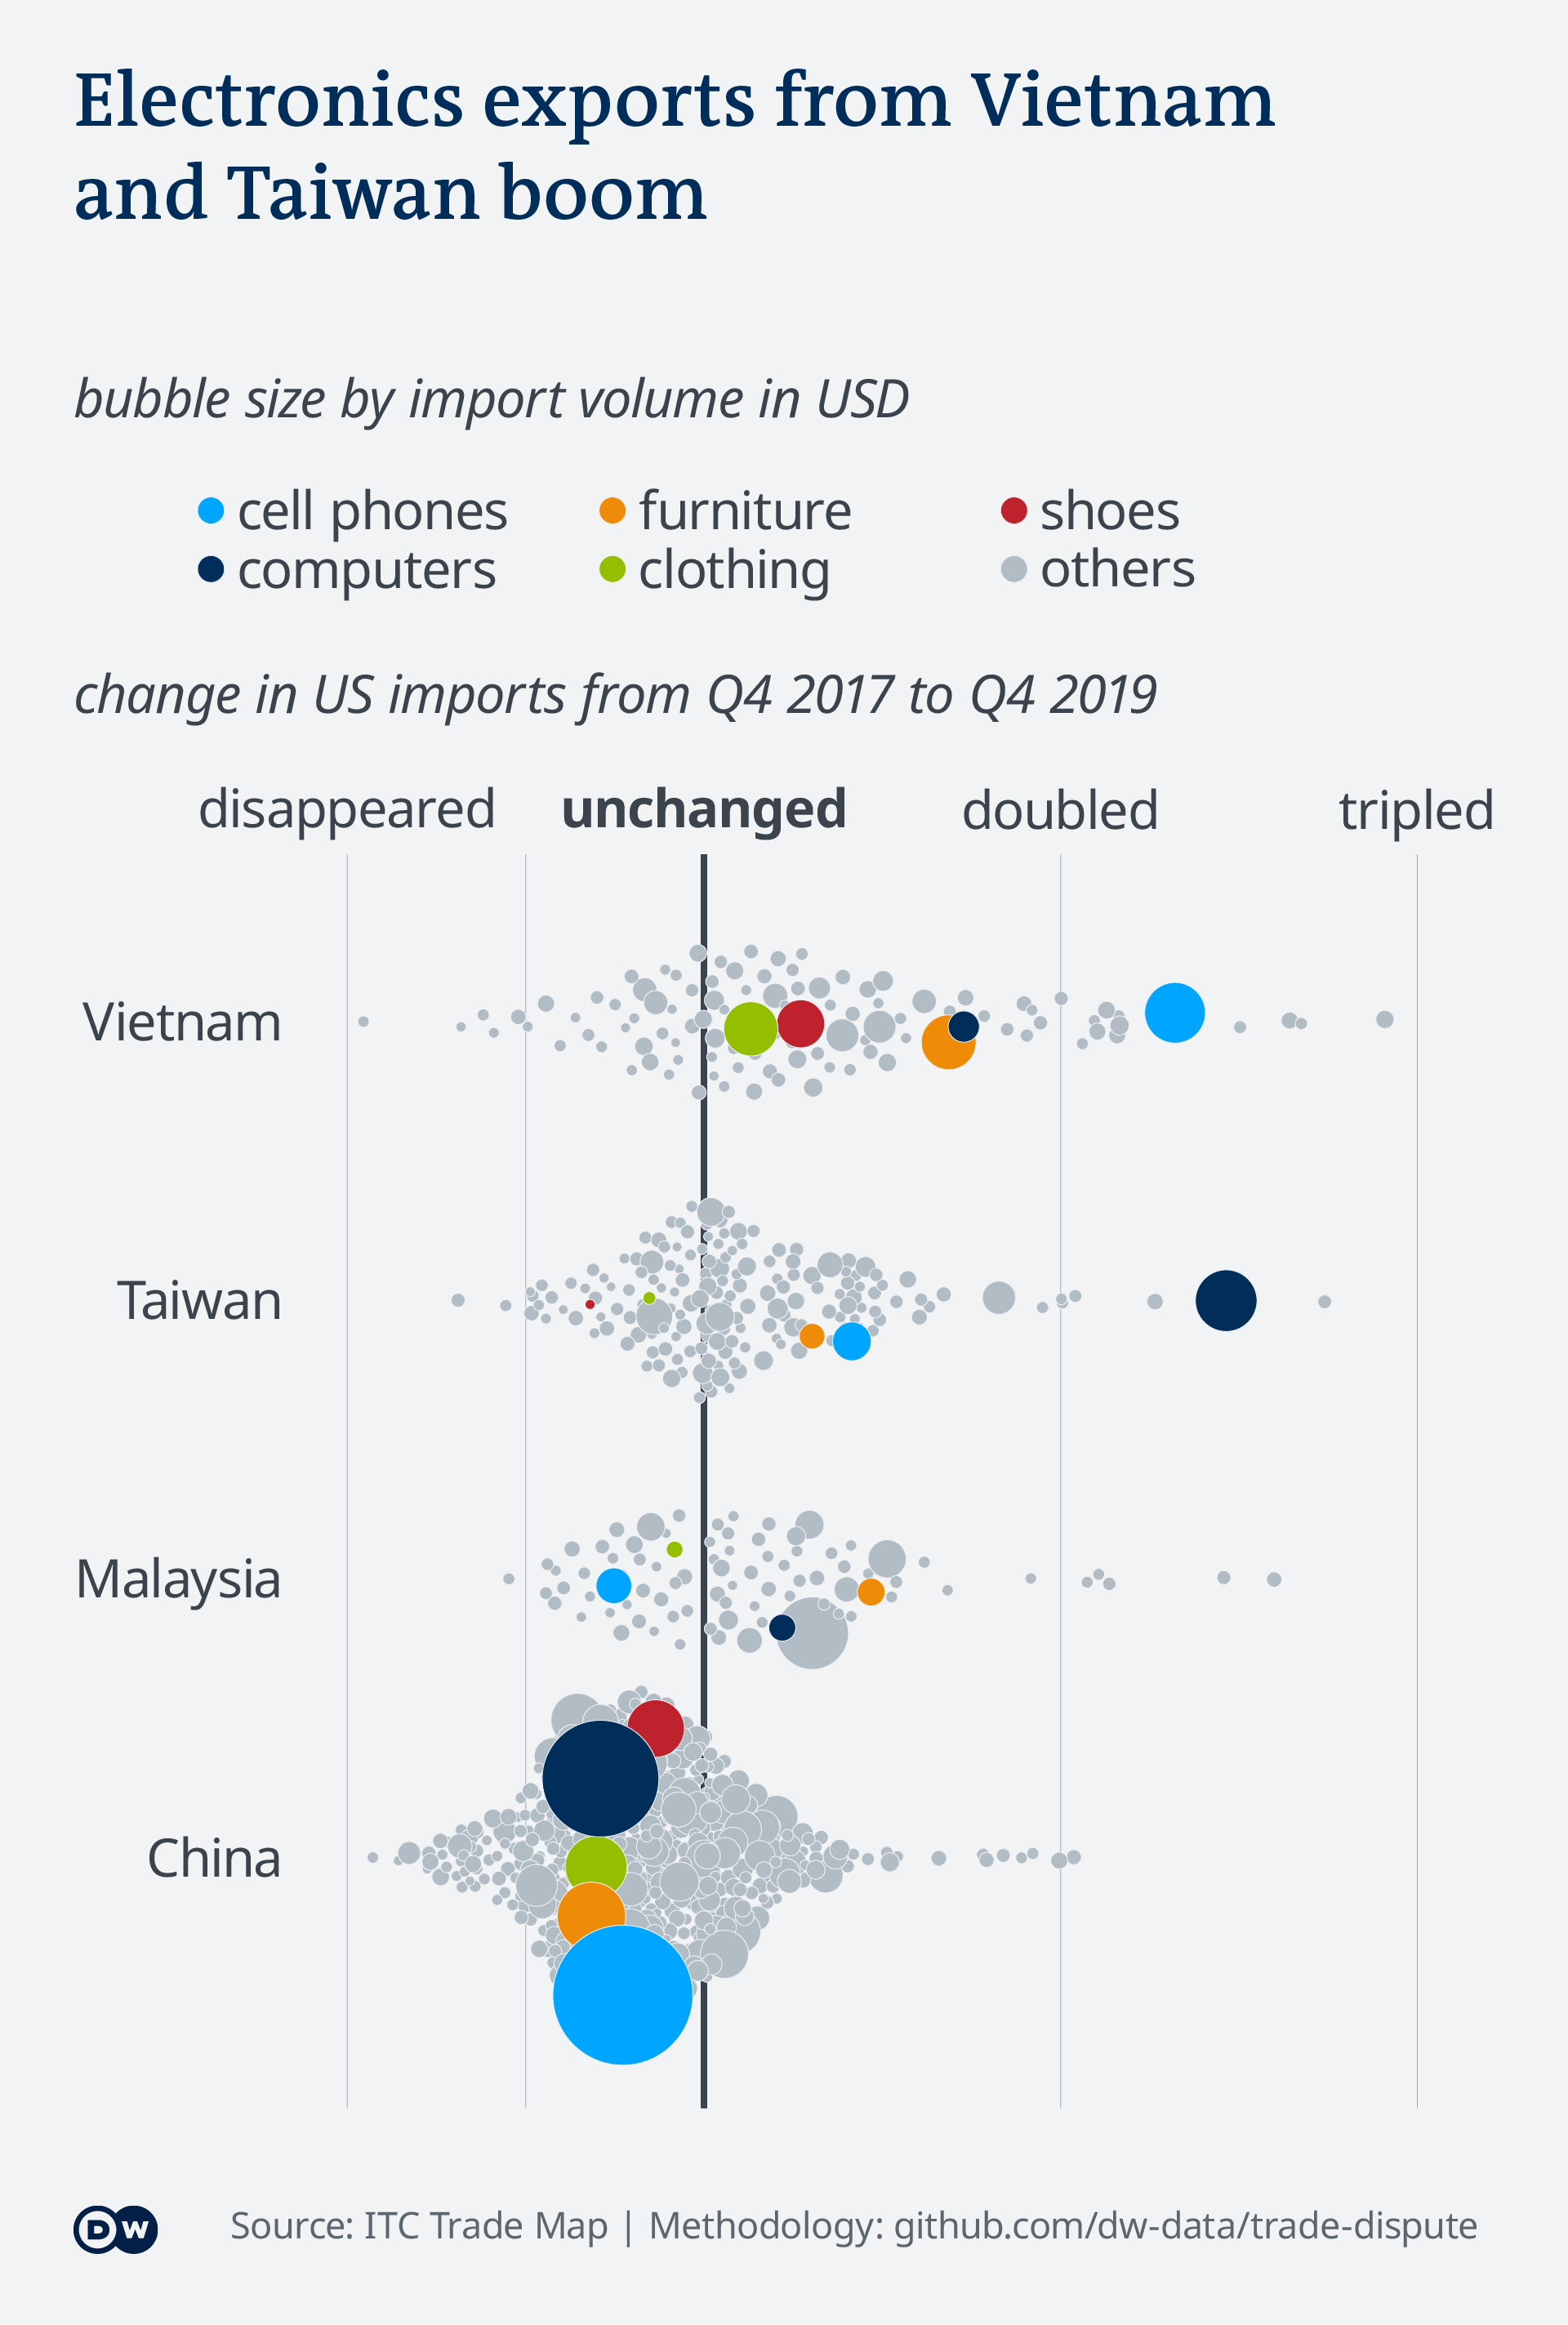 Electronics exports from Vietnam
and Taiwan boom
bubble size by import volume in USD
cell phones furniture shoes
computers clothing others
change in US imports from Q4 2017 to Q4 2019
disappeared unchanged doubled tripled
Vietnam
Taiwan
Malaysia
China
DW Source: ITC Trade Map | Methodology: github.com/dw-data/trade-dispute